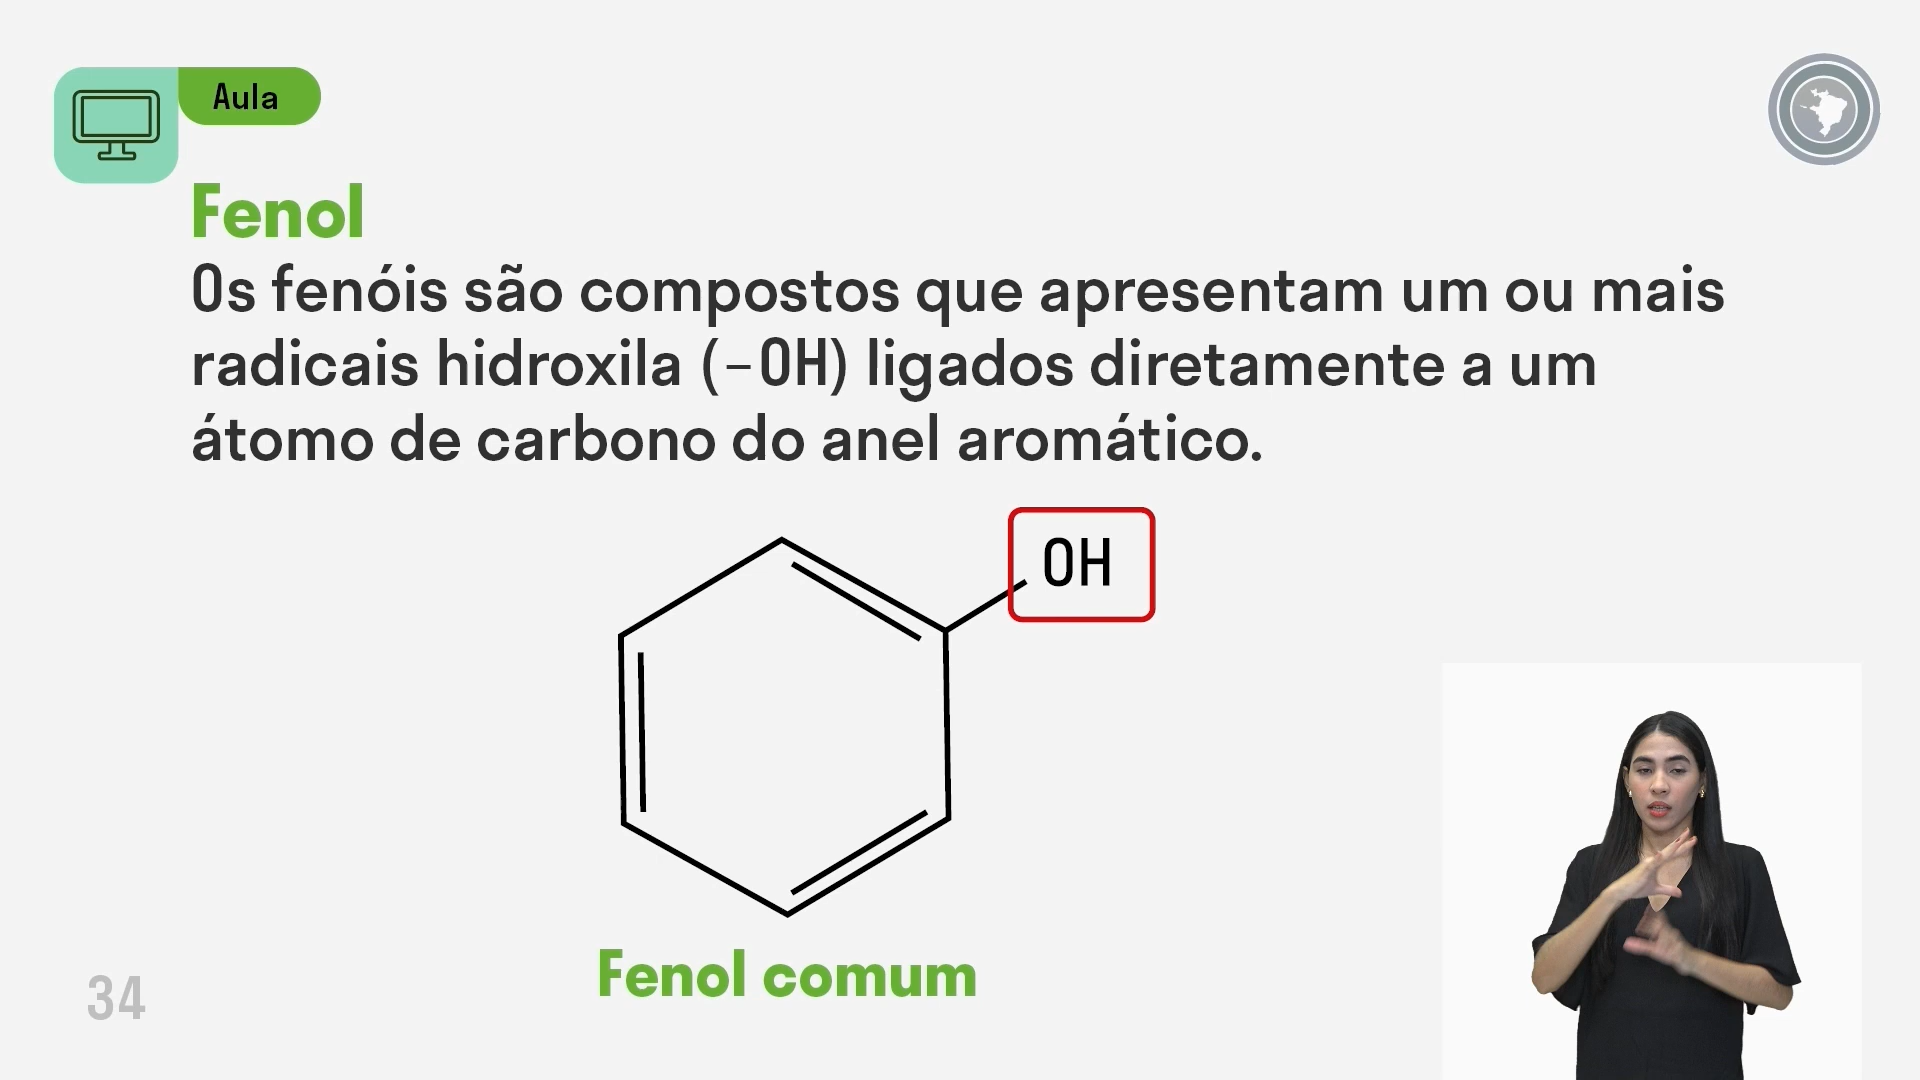 Aula
Fenol
Os fenóis são compostos que apresentam um ou mais
radicais hidroxila (-OH) ligados diretamente a um
átomo de carbono do anel aromático.
OH
Fenol comum
34